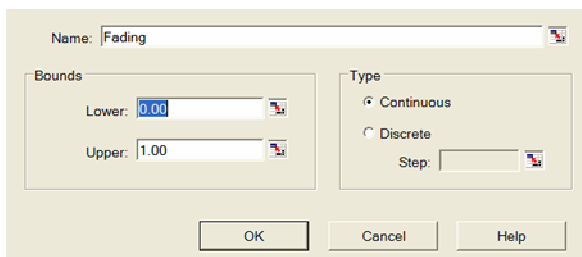 Name: Fading
Bounds
Lower: 0.00
Upper: 1.00
Type
Continuous
Discrete
Step:
OK Cancel Help